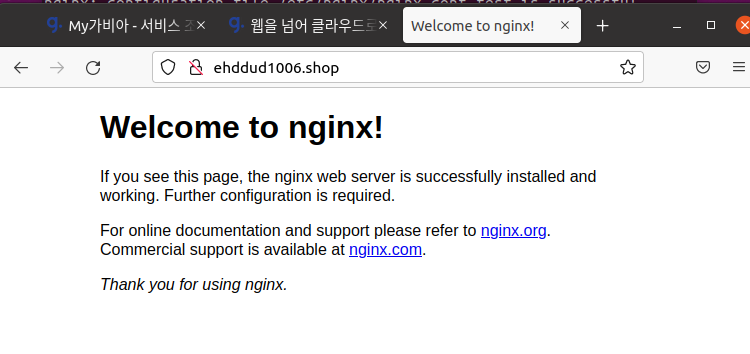 My가비아 - 서비스
웹을 넘어 클라우드로
Welcome to nginx!
ehddud1006.shop
Welcome to nginx!
If you see this page, the nginx web server is successfully installed and
working. Further configuration is required.
For online documentation and support please refer to nginx.org.
Commercial support is available at nginx.com.
Thank you for using nginx.